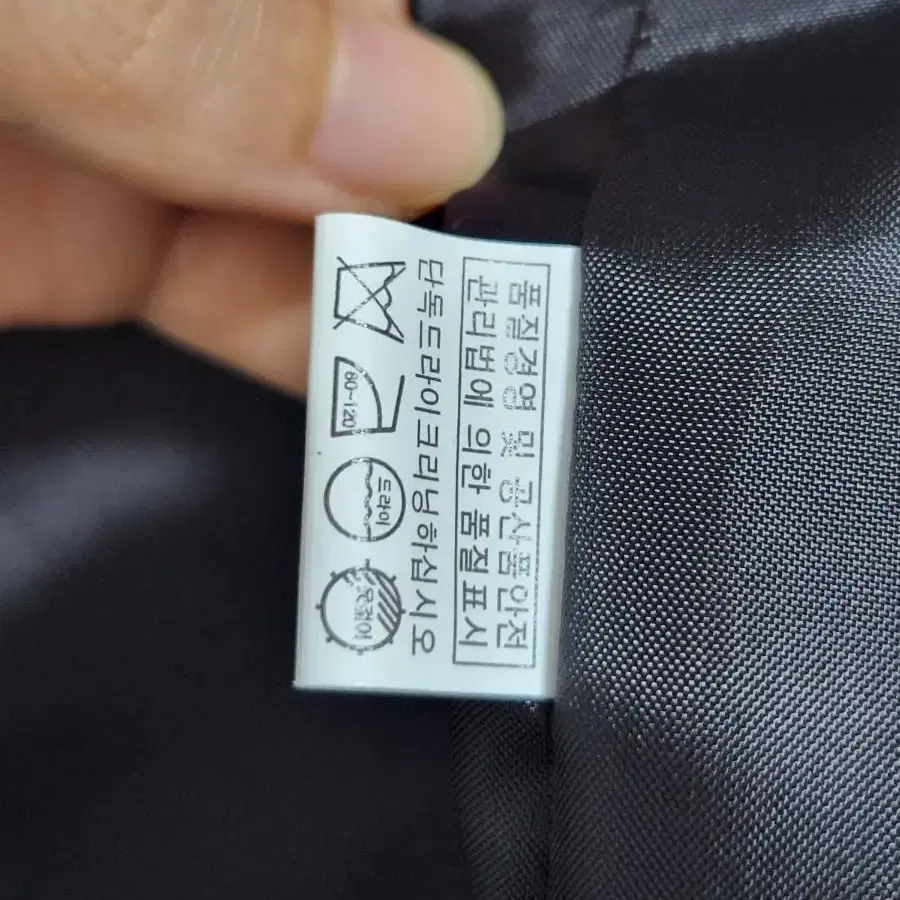 품질경영 및 공산품안전
관리법에 의한 품질표시
단독드라이크리닝하십시오
80~120
드라이
옷걸이